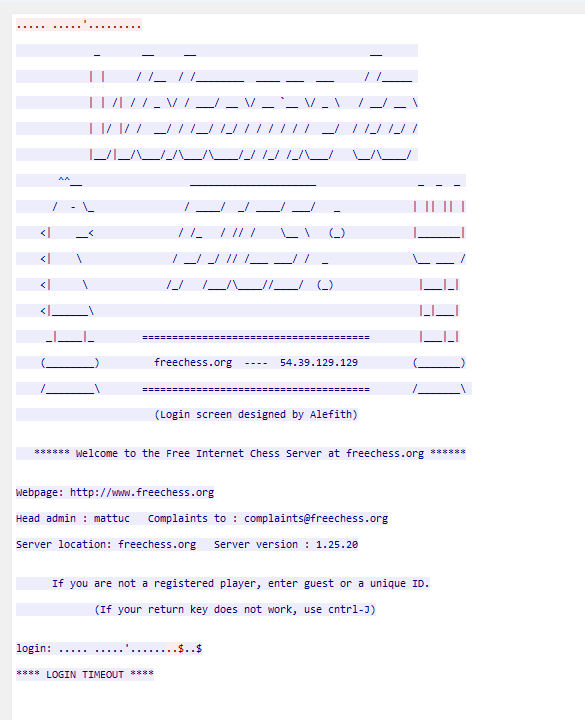 ..... .....'.........
               _       __     __                             __
              | |     / /__  / /________  ____ ___  ___     / /_____
              | | /| / / _ \/ / ___/ __ \/ __ `__ \/ _ \   / __/ __ \
              | |/ |/ /  __/ / /__/ /_/ / / / / / /  __/  / /_/ /_/ /
              |__/|__/\___/_/\___/\____/_/ /_/ /_/\___/   \__/\____/
       ^^__                  _____________________                 _  _  _
      /  - \_               / ____/  _/ ____/ ___/   _            | || || |
    <|    __<              / /_   / // /    \__ \   (_)           |_______|
    <|    \               / __/ _/ // /___ ___/ /  _              \__ ___ /
    <|     \             /_/   /___/\____//____/  (_)              |___|_|
    <|______\                                                      |_|___|
     _|____|_        ======================================        |___|_|
    (________)         freechess.org  ----  54.39.129.129         (_______)
    /________\       ======================================       /_______\
                       (Login screen designed by Alefith)
   ****** Welcome to the Free Internet Chess Server at freechess.org ******
Webpage: http://www.freechess.org
Head admin : mattuc   Complaints to : complaints@freechess.org
Server location: freechess.org   Server version : 1.25.20
      If you are not a registered player, enter guest or a unique ID.
             (If your return key does not work, use cntrl-J)
login: ..... .....'........$..$
**** LOGIN TIMEOUT ****